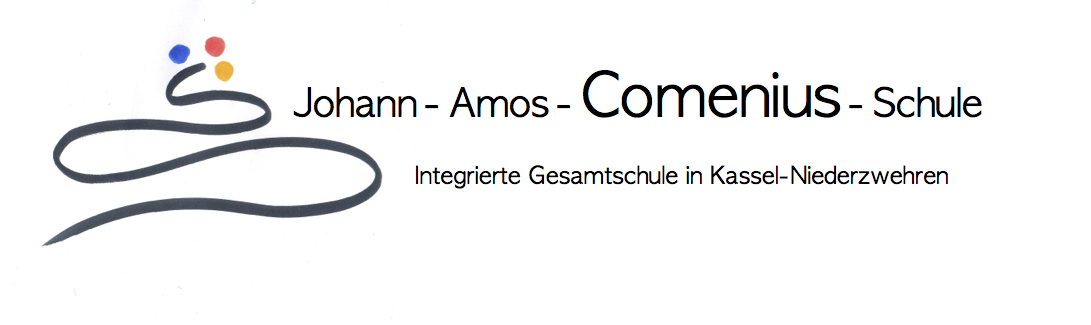 Johann - Amos - Comenius - Schule
Integrierte Gesamtschule in Kassel-Niederzwehren